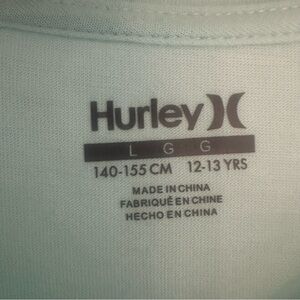 Hurley
L G G
140-155 CM 12-13 YRS
MADE IN CHINA
FABRIQUÉ EN CHINE
HECHO EN CHINA